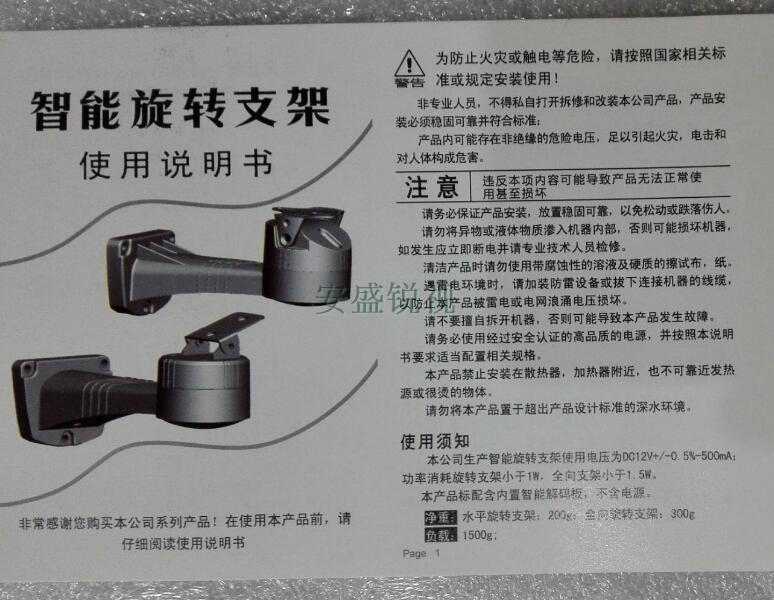 智能旋转支架
使用说明书
安盛锐视
非常感谢您购买本公司系列产品！在使用本产品前，请
仔细阅读使用说明书
警告
为防止火灾或触电等危险，请按照国家相关标
准或规定安装使用！
非专业人员，不得私自打开拆修和改装本公司产品，产品安
装必须稳固可靠并符合标准；
产品内可能存在非绝缘的危险电压，足以引起火灾，电击和
对人体构成危害。
注意
违反本项内容可能导致产品无法正常使
用甚至损坏
请务必保证产品安装，放置稳固可靠，以免松动或跌落伤人。
请勿将异物或液体物质渗入机器内部，否则可能损坏机器，
如发生应立即断电并请专业技术人员检修。
清洁产品时请勿使用带腐蚀性的溶液及硬质的擦试布，纸。
遇雷电环境时，请加装防雷设备或拔下连接机器的线缆，
以防止本产品被雷电或电网浪涌电压损坏。
请不要擅自拆开机器，否则可能导致本产品发生故障。
请务必使用经过安全认证的高品质的电源，并按照本说明
书要求适当配置相关规格。
本产品禁止安装在散热器，加热器附近，也不可靠近发热
源或很烫的物体。
请勿将本产品置于超出产品设计标准的深水环境。
使用须知
本公司生产智能旋转支架使用电压为DC12V+/-0.5%-500mA;
功率消耗旋转支架小于1W，全向支架小于1.5W。
本产品标配含内置智能解码板，不含电源。
净重：水平旋转支架：200g；全向旋转支架：300g
负载：1500g;
Page 1